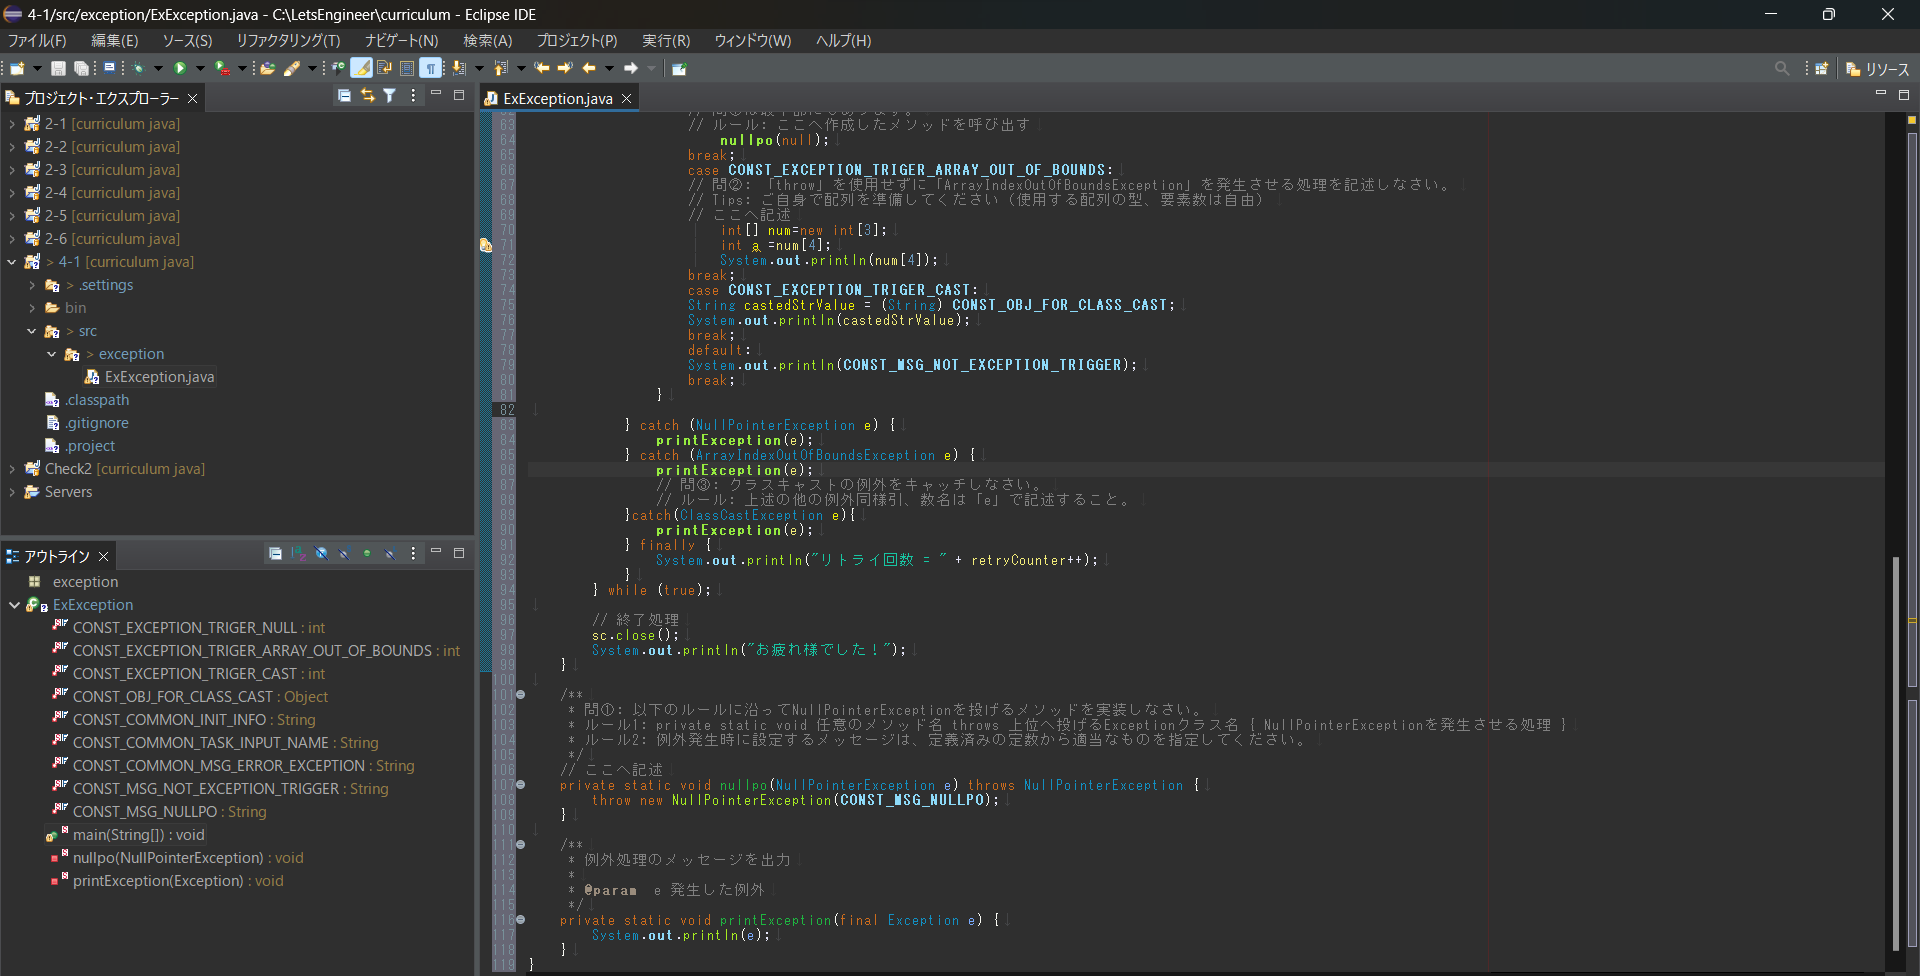 4-1/src/exception/ExException.java - C:\LetsEngineer\curriculum - Eclipse IDE
ファイル(F) 編集(E) ソース(S) リファクタリング(T) ナビゲート(N) 検索(A) プロジェクト(P) 実行(R) ウィンドウ(W) ヘルプ(H)
リソース
プロジェクト・エクスプローラー
2-1 [curriculum java]
2-2 [curriculum java]
2-3 [curriculum java]
2-4 [curriculum java]
2-5 [curriculum java]
2-6 [curriculum java]
> 4-1 [curriculum java]
> .settings
bin
> src
> exception
ExException.java
.classpath
.gitignore
.project
Check2 [curriculum java]
Servers
アウトライン
exception
ExException
CONST_EXCEPTION_TRIGER_NULL : int
CONST_EXCEPTION_TRIGER_ARRAY_OUT_OF_BOUNDS : int
CONST_EXCEPTION_TRIGER_CAST : int
CONST_OBJ_FOR_CLASS_CAST : Object
CONST_COMMON_INIT_INFO : String
CONST_COMMON_TASK_INPUT_NAME : String
CONST_COMMON_MSG_ERROR_EXCEPTION : String
CONST_MSG_NOT_EXCEPTION_TRIGGER : String
CONST_MSG_NULLPO : String
main(String[]) : void
nullpo(NullPointerException) : void
printException(Exception) : void
ExException.java
63 // ルール: ここへ作成したメソッドを呼び出す
64 nullpo(null);
65 break;
66 case CONST_EXCEPTION_TRIGER_ARRAY_OUT_OF_BOUNDS:
67 // 問②: 「throw」を使用せずに「ArrayIndexOutOfBoundsException」を発生させる処理を記述しなさい。
68 // Tips: ご自身で配列を準備してください（使用する配列の型、要素数は自由）
69 // ここへ記述
70 int[] num=new int[3];
71 int a =num[4];
72 System.out.println(num[4]);
73 break;
74 case CONST_EXCEPTION_TRIGER_CAST:
75 String castedStrValue = (String) CONST_OBJ_FOR_CLASS_CAST;
76 System.out.println(castedStrValue);
77 break;
78 default:
79 System.out.println(CONST_MSG_NOT_EXCEPTION_TRIGGER);
80 break;
81 }
82
83 } catch (NullPointerException e) {
84 printException(e);
85 } catch (ArrayIndexOutOfBoundsException e) {
86 printException(e);
87 // 問③: クラスキャストの例外をキャッチしなさい。
88 // ルール: 上述の他の例外同様引、数名は「e」で記述すること。
89 }catch(ClassCastException e){
90 printException(e);
91 } finally {
92 System.out.println("リトライ回数 = " + retryCounter++);
93 }
94 } while (true);
95
96 // 終了処理
97 sc.close();
98 System.out.println("お疲れ様でした！");
99 }
100
101 /**
102 * 問①: 以下のルールに沿ってNullPointerExceptionを投げるメソッドを実装しなさい。
103 * ルール1: private static void 任意のメソッド名 throws 上位へ投げるExceptionクラス名 { NullPointerExceptionを発生させる処理 }
104 * ルール2: 例外発生時に設定するメッセージは、定義済みの定数から適当なものを指定してください。
105 */
106 // ここへ記述
107 private static void nullpo(NullPointerException e) throws NullPointerException {
108 throw new NullPointerException(CONST_MSG_NULLPO);
109 }
110
111 /**
112 * 例外処理のメッセージを出力
113 *
114 * @param e 発生した例外
115 */
116 private static void printException(final Exception e) {
117 System.out.println(e);
118 }
119 }